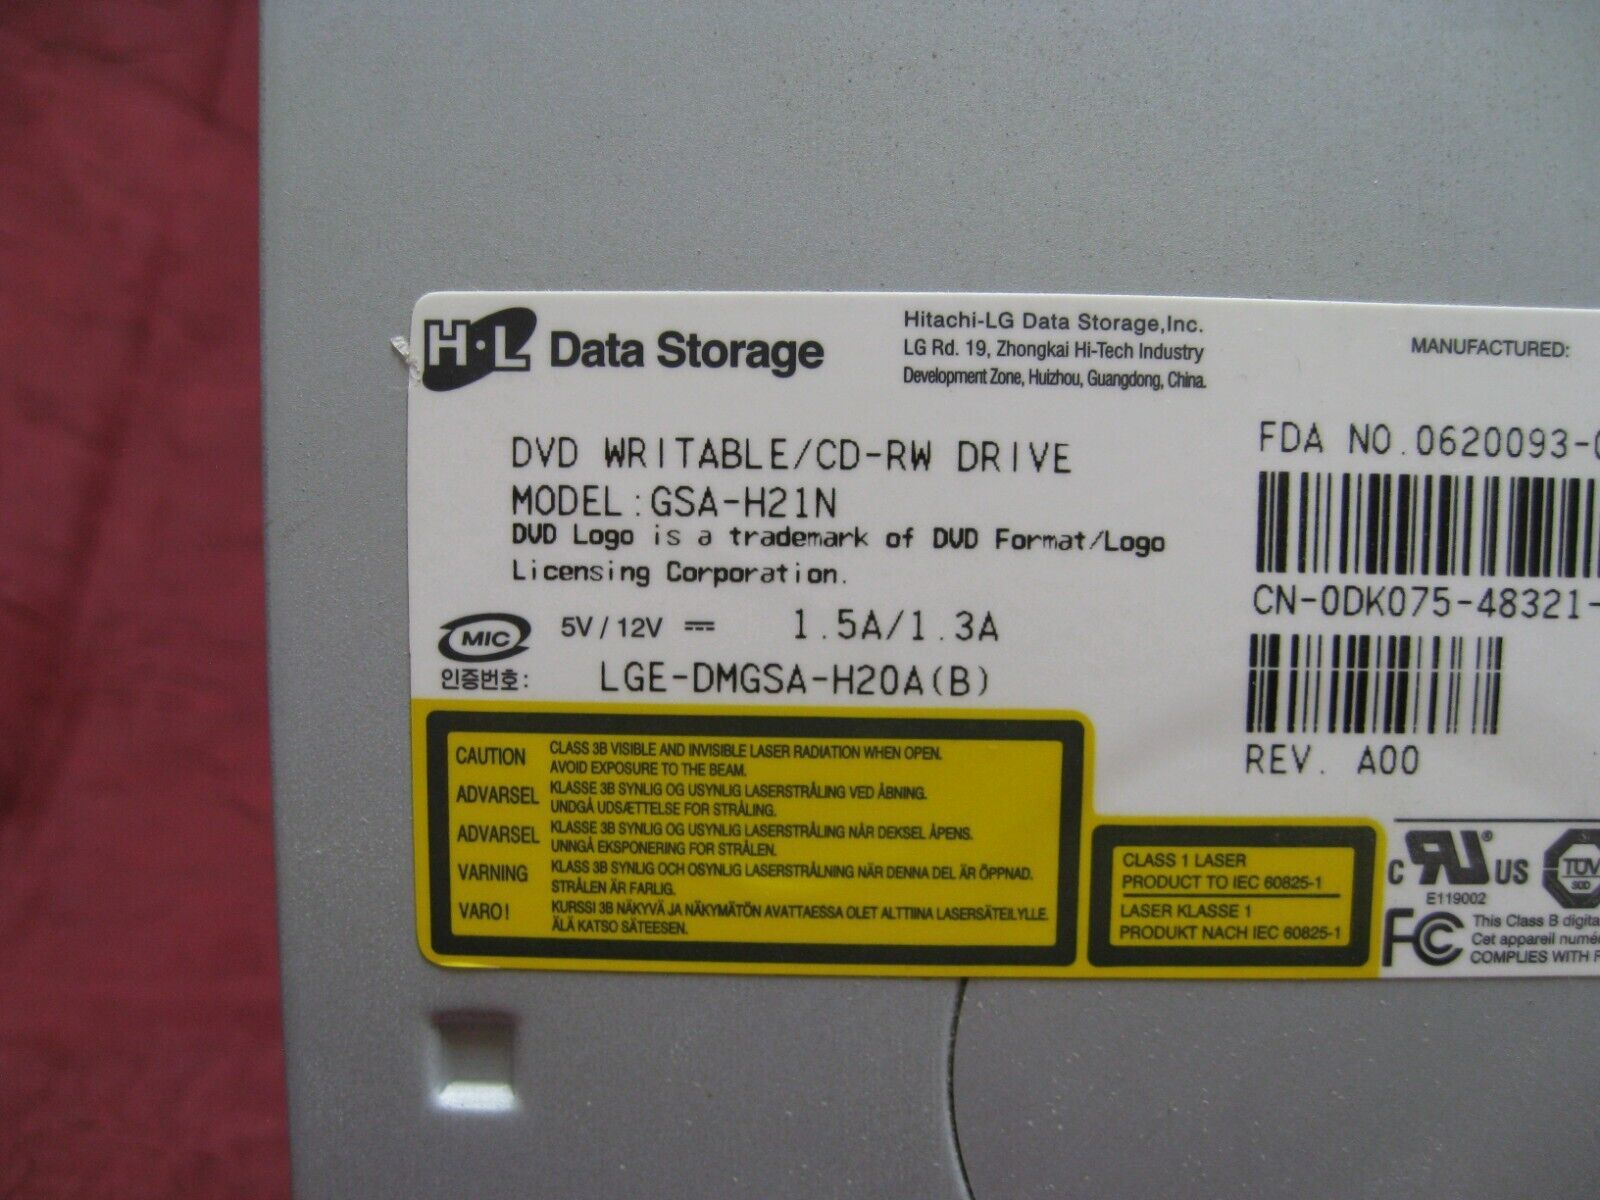 H·L Data Storage
Hitachi-LG Data Storage,Inc.
LG Rd. 19, Zhongkai Hi-Tech Industry
Development Zone, Huizhou, Guangdong, China.
MANUFACTURED:
DVD WRITABLE/CD-RW DRIVE
MODEL:GSA-H21N
DVD Logo is a trademark of DVD Format/Logo
Licensing Corporation.
MIC 5V / 12V ⎓ 1.5A/1.3A
인증번호: LGE-DMGSA-H20A(B)
FDA NO.0620093-
CN-0DK075-48321-
REV. A00
CAUTION CLASS 3B VISIBLE AND INVISIBLE LASER RADIATION WHEN OPEN.
AVOID EXPOSURE TO THE BEAM.
ADVARSEL KLASSE 3B SYNLIG OG USYNLIG LASERSTRÅLING VED ÅBNING.
UNDGÅ UDSÆTTELSE FOR STRÅLING.
ADVARSEL KLASSE 3B SYNLIG OG USYNLIG LASERSTRÅLING NÅR DEKSEL ÅPENS.
UNNGÅ EKSPONERING FOR STRÅLEN.
VARNING KLASS 3B SYNLIG OCH OSYNLIG LASERSTRÅLNING NÄR DENNA DEL ÄR ÖPPNAD.
STRÅLEN ÄR FARLIG.
VARO! KURSSI 3B NÄKYVÄ JA NÄKYMÄTÖN AVATTAESSA OLET ALTTIINA LASERSÄTEILYLLE.
ÄLÄ KATSO SÄTEESEN.
CLASS 1 LASER
PRODUCT TO IEC 60825-1
LASER KLASSE 1
PRODUKT NACH IEC 60825-1
C RU® US
E119002
TÜV
SÜD
FC
This Class B digita
Cet appareil numé
COMPLIES WITH F